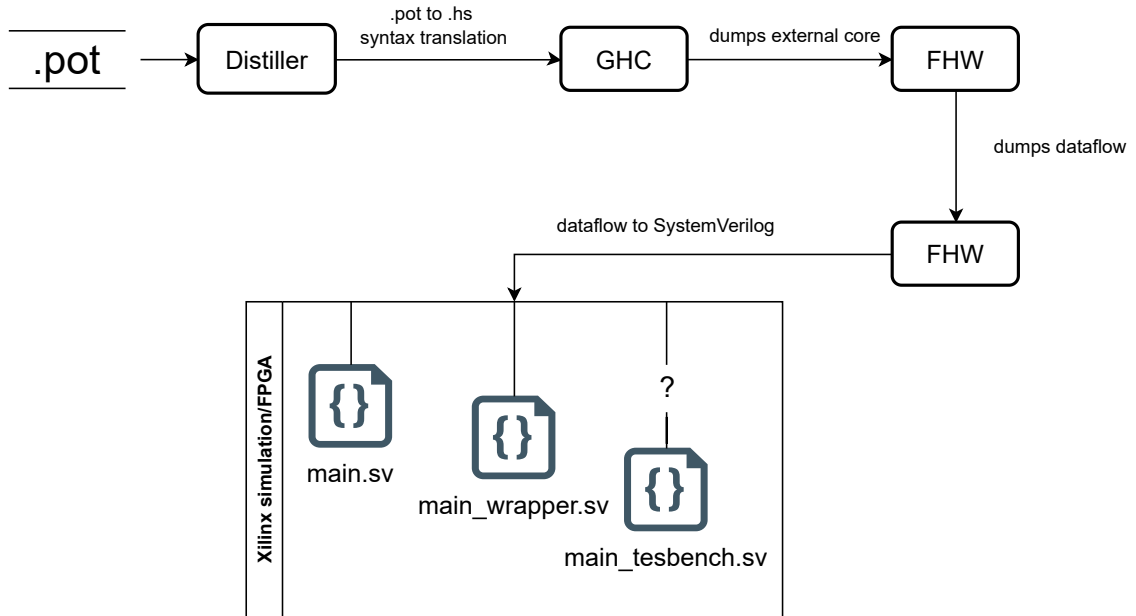 .pot
Distiller
.pot to .hs
syntax translation
GHC
dumps external core
FHW
dumps dataflow
FHW
dataflow to SystemVerilog
Xilinx simulation/FPGA
{}
main.sv
{}
main_wrapper.sv
?
{}
main_tesbench.sv